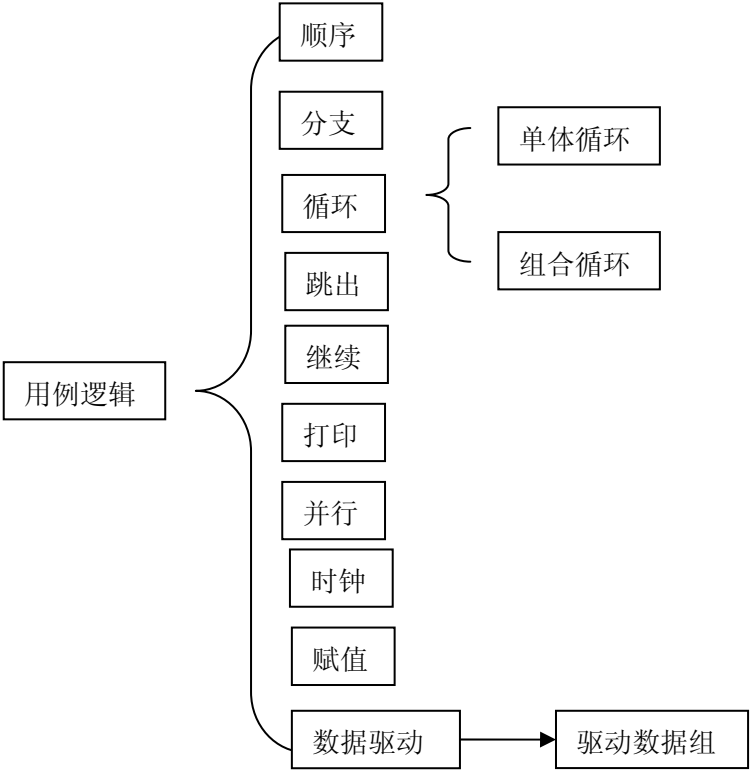 顺序
分支
单体循环
循环
组合循环
跳出
继续
用例逻辑
打印
并行
时钟
赋值
数据驱动
驱动数据组